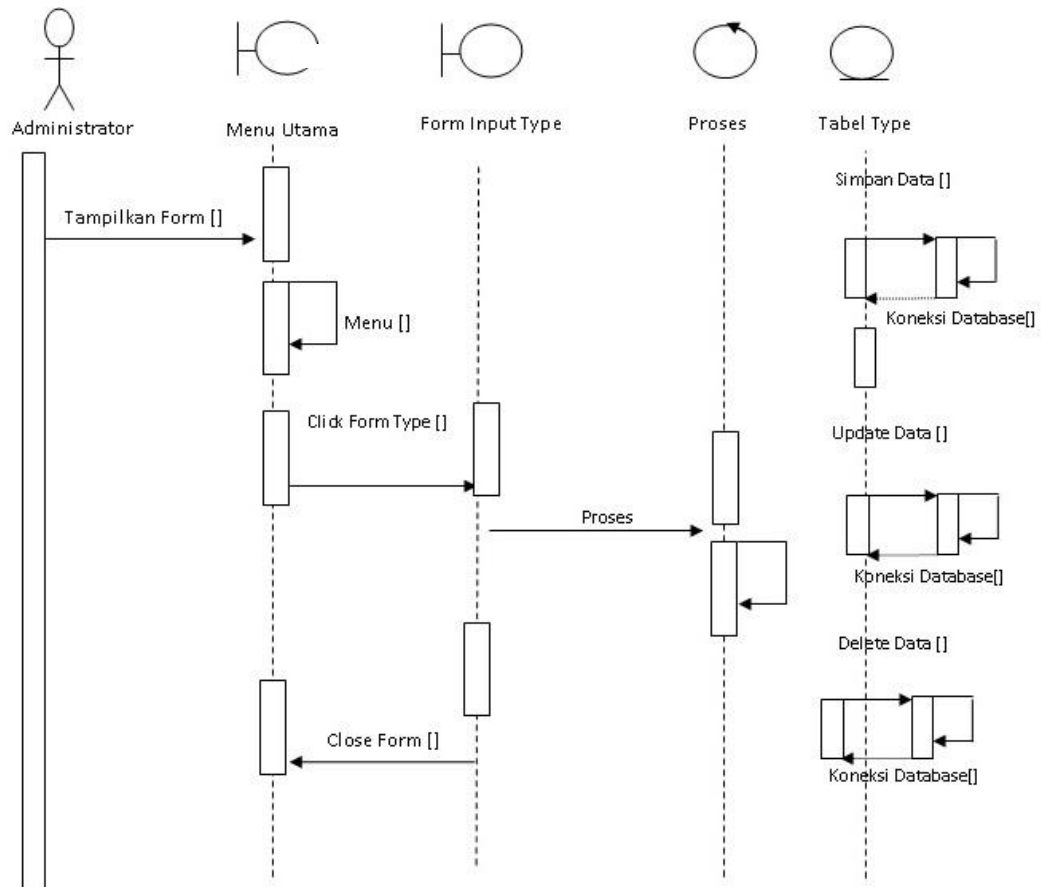 Administrator
Menu Utama
Form Input Type
Proses
Tabel Type
Simpan Data []
Tampilkan Form []
Koneksi Database[]
Menu []
Click Form Type []
Update Data []
Proses
Koneksi Database[]
Delete Data []
Close Form []
Koneksi Database[]